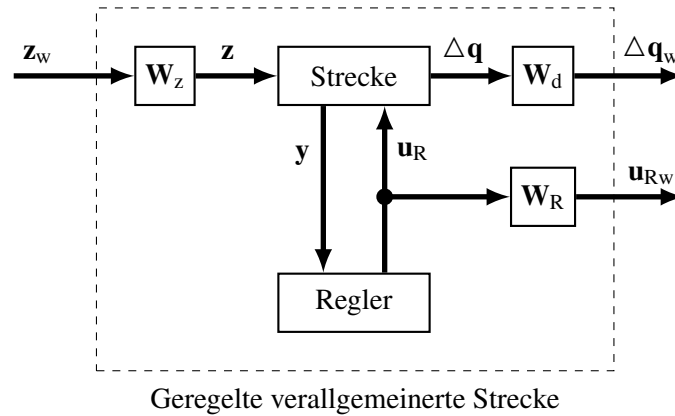 z_w W_z z Strecke △q W_d △q_w
y u_R
W_R u_Rw
Regler
Geregelte verallgemeinerte Strecke